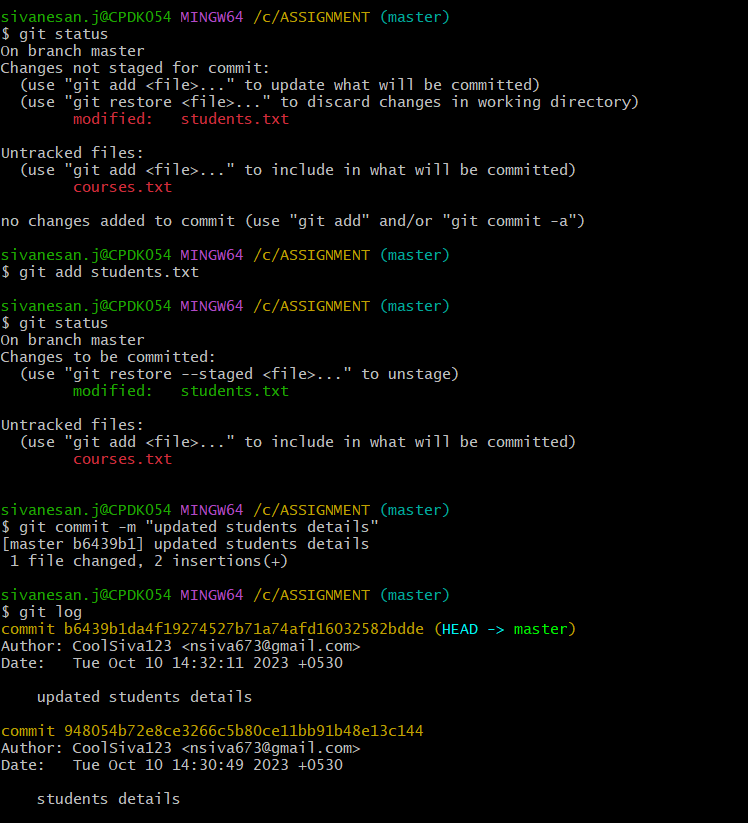 sivanesan.j@CPDK054 MINGW64 /c/ASSIGNMENT (master)
$ git status
On branch master
Changes not staged for commit:
  (use "git add <file>..." to update what will be committed)
  (use "git restore <file>..." to discard changes in working directory)
        modified:   students.txt

Untracked files:
  (use "git add <file>..." to include in what will be committed)
        courses.txt

no changes added to commit (use "git add" and/or "git commit -a")

sivanesan.j@CPDK054 MINGW64 /c/ASSIGNMENT (master)
$ git add students.txt

sivanesan.j@CPDK054 MINGW64 /c/ASSIGNMENT (master)
$ git status
On branch master
Changes to be committed:
  (use "git restore --staged <file>..." to unstage)
        modified:   students.txt

Untracked files:
  (use "git add <file>..." to include in what will be committed)
        courses.txt

sivanesan.j@CPDK054 MINGW64 /c/ASSIGNMENT (master)
$ git commit -m "updated students details"
[master b6439b1] updated students details
 1 file changed, 2 insertions(+)

sivanesan.j@CPDK054 MINGW64 /c/ASSIGNMENT (master)
$ git log
commit b6439b1da4f19274527b71a74afd16032582bdde (HEAD -> master)
Author: CoolSiva123 <nsiva673@gmail.com>
Date:   Tue Oct 10 14:32:11 2023 +0530

    updated students details

commit 948054b72e8ce3266c5b80ce11bb91b48e13c144
Author: CoolSiva123 <nsiva673@gmail.com>
Date:   Tue Oct 10 14:30:49 2023 +0530

    students details